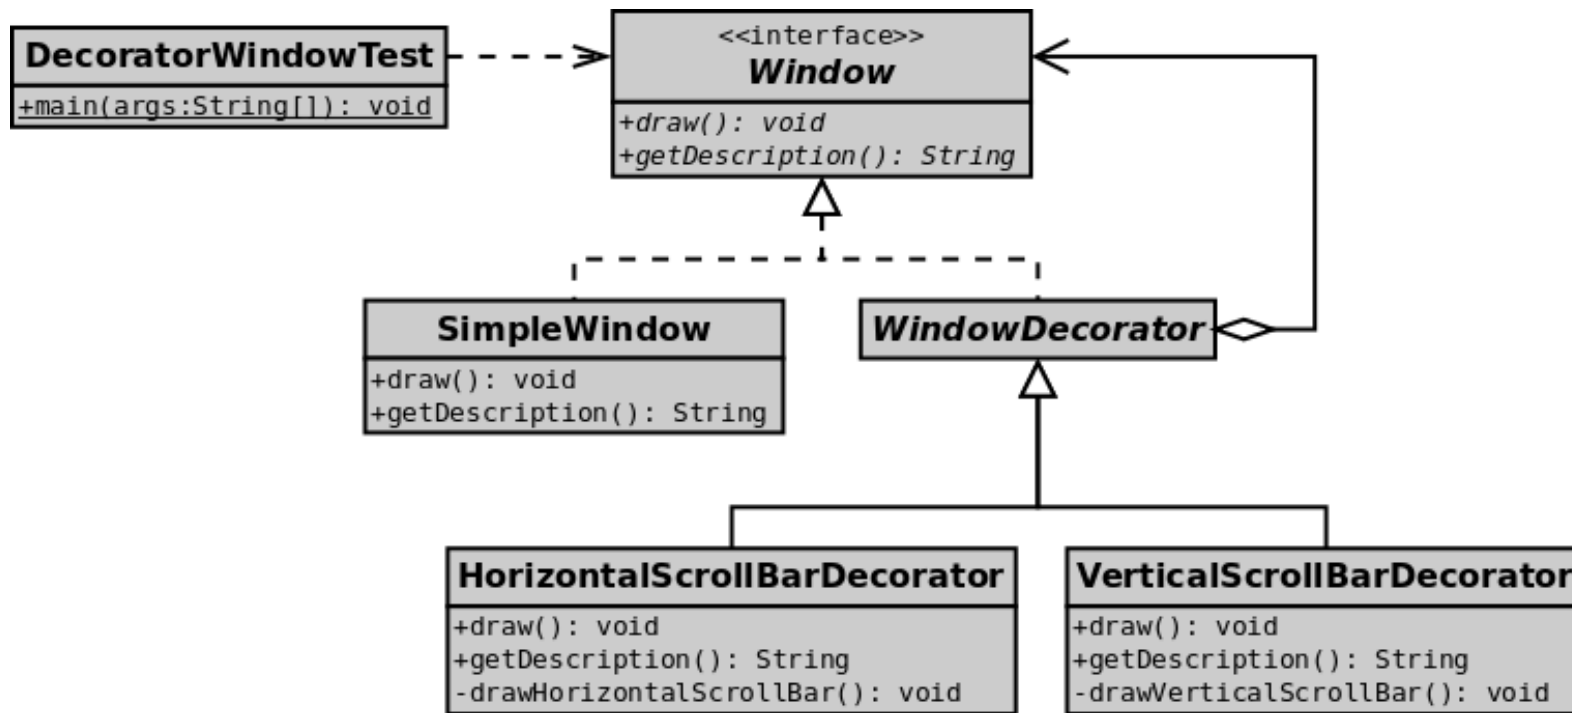 DecoratorWindowTest
+main(args:String[]): void
<<interface>>
Window
+draw(): void
+getDescription(): String
SimpleWindow
+draw(): void
+getDescription(): String
WindowDecorator
HorizontalScrollBarDecorator
+draw(): void
+getDescription(): String
-drawHorizontalScrollBar(): void
VerticalScrollBarDecorator
+draw(): void
+getDescription(): String
-drawVerticalScrollBar(): void